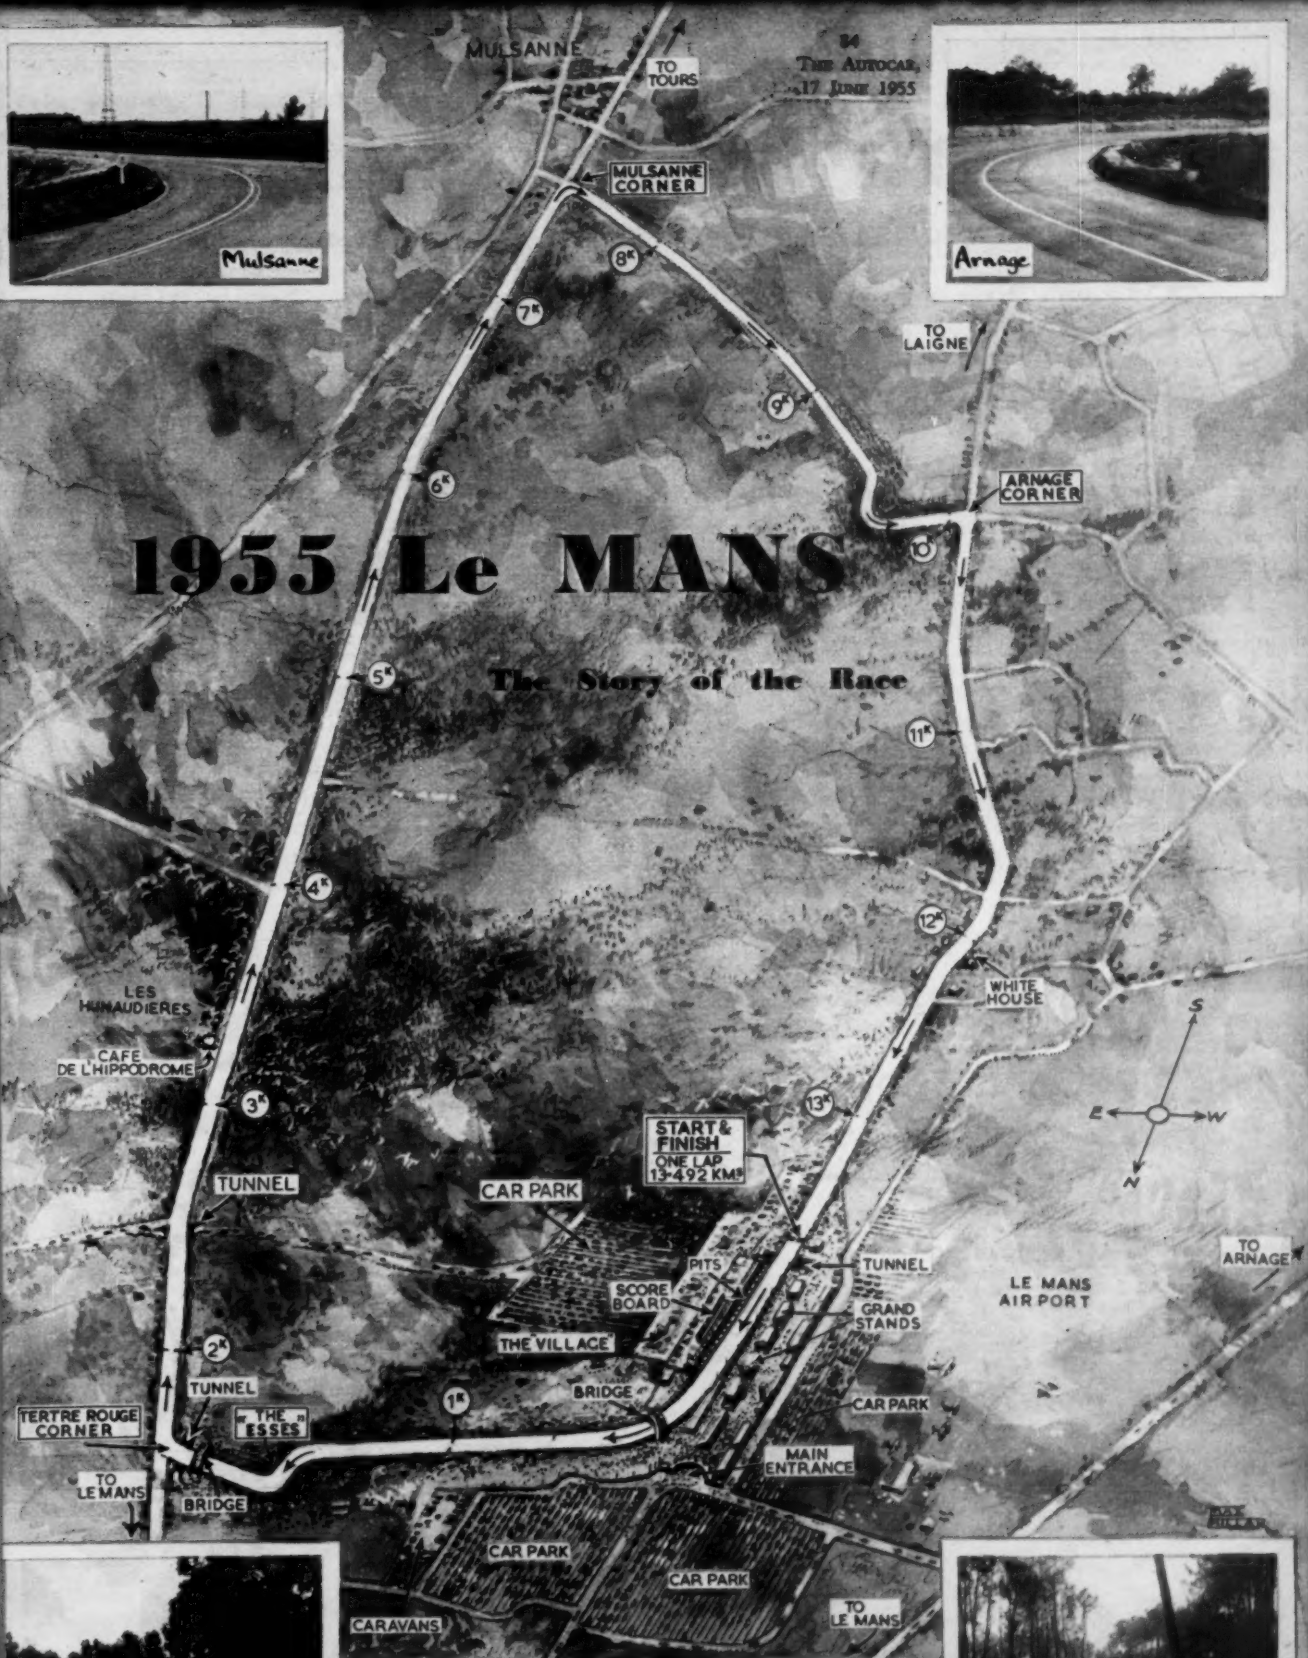 MULSANNE
TO
TOURS
84
THE AUTOCAR,
17 JUNE 1955
Mulsanne
Arnage
MULSANNE
CORNER
8K
7K
TO
LAIGNE
9K
6K
ARNAGE
CORNER
10K
1955 Le MANS
5K
The Story of the Race
11K
4K
12K
LES
HUNAUDIERES
WHITE
HOUSE
CAFE
DE L'HIPPODROME
S
E
W
N
3K
13K
START &
FINISH
ONE LAP
13·492 KMS
TUNNEL
CAR PARK
PITS
TUNNEL
TO
ARNAGE
LE MANS
AIRPORT
SCORE
BOARD
GRAND
STANDS
THE VILLAGE
2K
TUNNEL
1K
BRIDGE
CAR PARK
TERTRE ROUGE
CORNER
"THE
ESSES"
MAIN
ENTRANCE
TO
LE MANS
BRIDGE
MAX
MILLAR
CAR PARK
CAR PARK
CARAVANS
TO
LE MANS